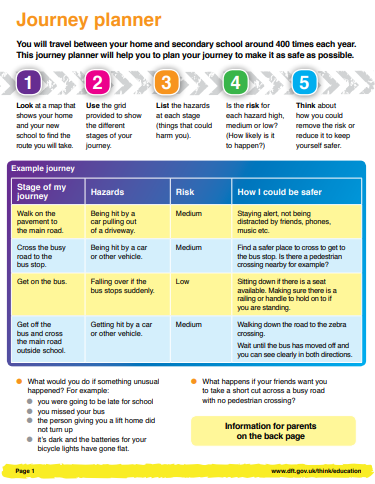 Journey planner
You will travel between your home and secondary school around 400 times each year.
This journey planner will help you to plan your journey to make it as safe as possible.
1
2
3
4
5
Look at a map that
shows your home
and your new
school to find the
route you will take.
Use the grid
provided to show
the different
stages of your
journey.
List the hazards
at each stage
(things that could
harm you).
Is the risk for
each hazard high,
medium or low?
(How likely is it
to happen?)
Think about
how you could
remove the risk or
reduce it to keep
yourself safer.
Example journey
Stage of my
journey
Hazards
Risk
How I could be safer
Walk on the
pavement to
the main road.
Being hit by a
car pulling out
of a driveway.
Medium
Staying alert, not being
distracted by friends, phones,
music etc.
Cross the busy
road to the
bus stop.
Being hit by a car
or other vehicle.
Medium
Find a safer place to cross to get to
the bus stop. Is there a pedestrian
crossing nearby for example?
Get on the bus.
Falling over if the
bus stops suddenly.
Low
Sitting down if there is a seat
available. Making sure there is a
railing or handle to hold on to if
you are standing.
Get off the
bus and cross
the main road
outside school.
Getting hit by a car
or other vehicle.
Medium
Walking down the road to the zebra
crossing.
Wait until the bus has moved off and
you can see clearly in both directions.
What would you do if something unusual
happened? For example:
you were going to be late for school
you missed your bus
the person giving you a lift home did
not turn up
it's dark and the batteries for your
bicycle lights have gone flat.
What happens if your friends want you
to take a short cut across a busy road
with no pedestrian crossing?
Information for parents
on the back page
Page 1
www.dft.gov.uk/think/education